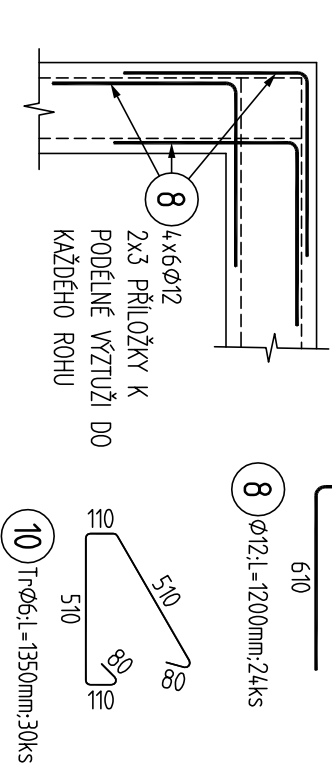 8
4x6Ø12
2x3 PŘÍLOŽKY K
PODÉLNÉ VÝZTUŽI DO
KAŽDÉHO ROHU
610
8 Ø12;L=1200mm;24ks
110
510
80
80
510
110
10 TrØ6;L=1350mm;30ks